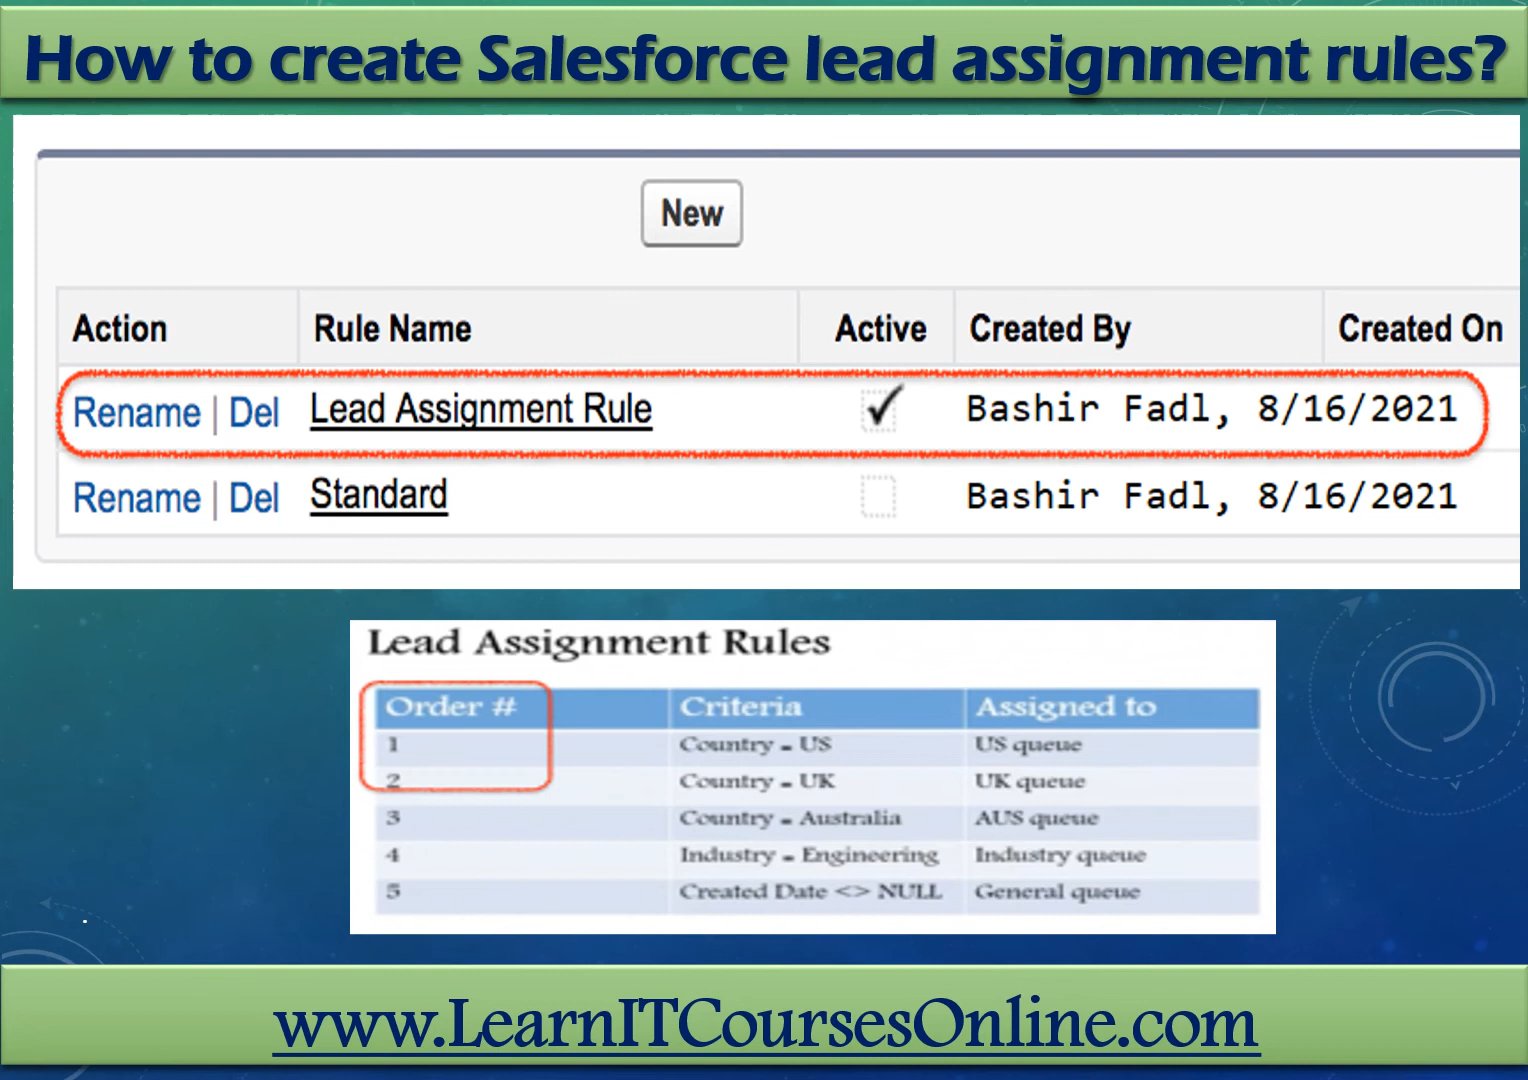 How to create Salesforce lead assignment rules?
New
Action Rule Name Active Created By Created On
Rename | Del Lead Assignment Rule Bashir Fadl, 8/16/2021
Rename | Del Standard Bashir Fadl, 8/16/2021
Lead Assignment Rules
Order # Criteria Assigned to
1 Country = US US queue
2 Country = UK UK queue
3 Country = Australia AUS queue
4 Industry = Engineering Industry queue
5 Created Date <> NULL General queue
www.LearnITCoursesOnline.com